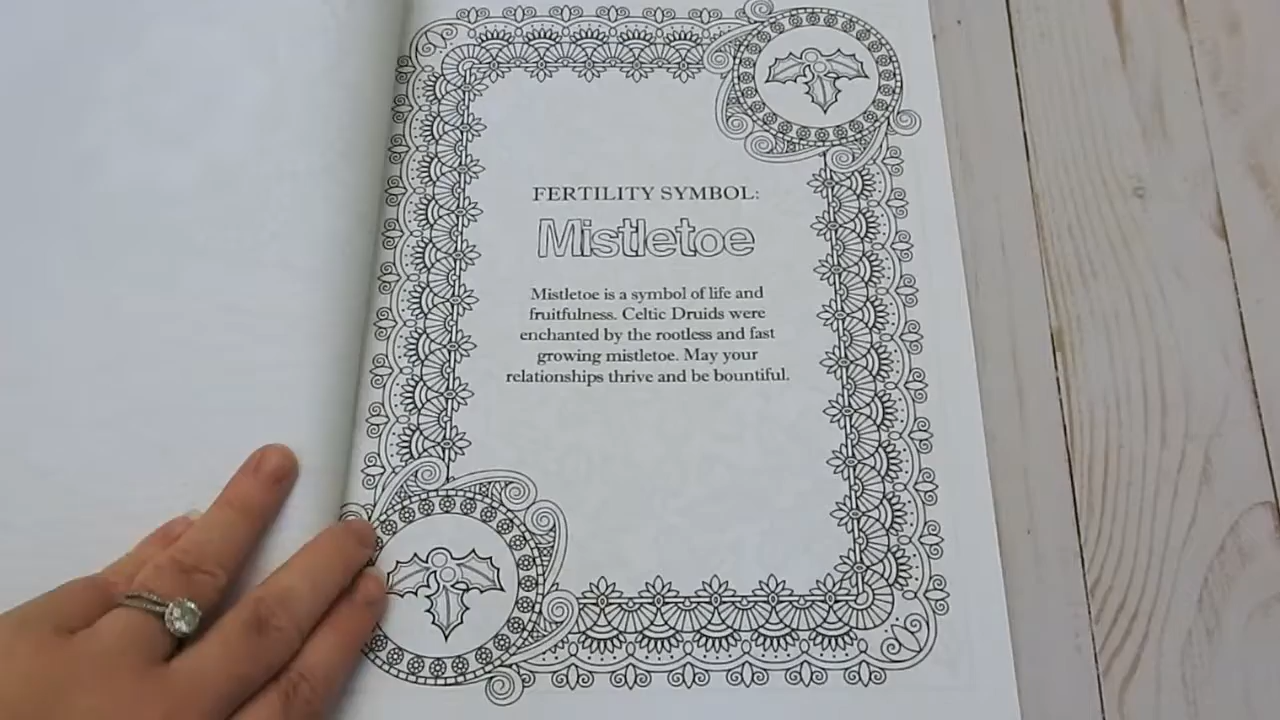 FERTILITY SYMBOL:
Mistletoe
Mistletoe is a symbol of life and
fruitfulness. Celtic Druids were
enchanted by the rootless and fast
growing mistletoe. May your
relationships thrive and be bountiful.